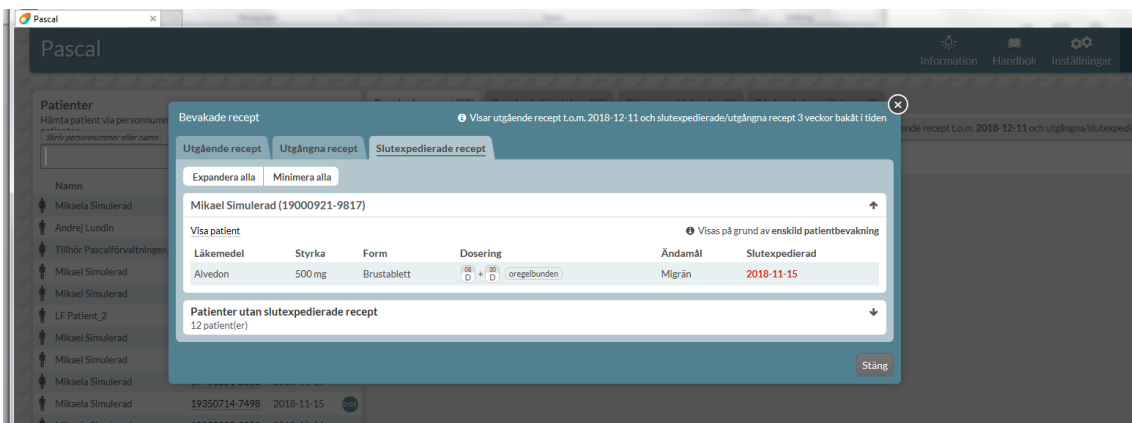 Pascal
Pascal
Information Handbok Inställningar
Patienter
Hämta patient via personnumm
Skriv personnummer eller namn
Namn
Mikaela Simulerad
Andrej Lundin
Tillhör Pascalförvaltningen
Mikael Simulerad
Mikael Simulerad
LF Patient_2
Mikael Simulerad
Mikael Simulerad
Mikaela Simulerad
Mikaela Simulerad 19350714-7498 2018-11-15
ende recept t.o.m. 2018-12-11 och utgångna/slutexpedi
Bevakade recept
Visar utgående recept t.o.m. 2018-12-11 och slutexpedierade/utgångna recept 3 veckor bakåt i tiden
Utgående recept Utgångna recept Slutexpedierade recept
Expandera alla Minimera alla
Mikael Simulerad (19000921-9817)
Visa patient Visas på grund av enskild patientbevakning
Läkemedel Styrka Form Dosering Ändamål Slutexpedierad
Alvedon 500 mg Brustablett 08 D + 20 D oregelbunden Migrän 2018-11-15
Patienter utan slutexpedierade recept
12 patient(er)
Stäng